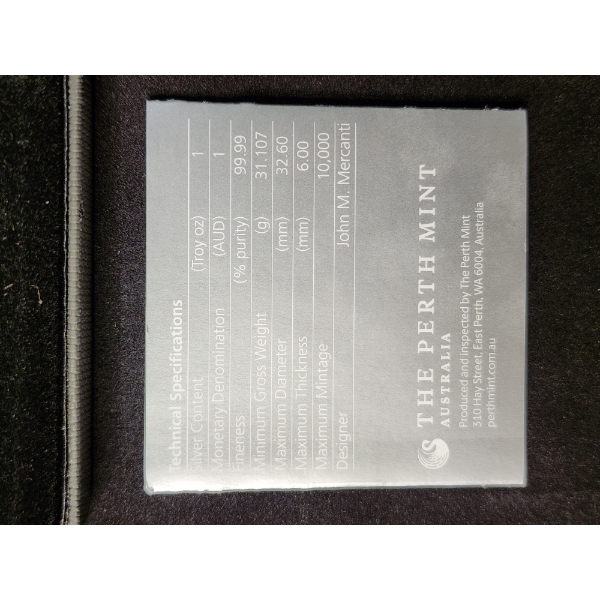 Technical Specifications
Silver Content (Troy oz) 1
Monetary Denomination (AUD) 1
Fineness (% purity) 99.99
Minimum Gross Weight (g) 31.107
Maximum Diameter (mm) 32.60
Maximum Thickness (mm) 6.00
Maximum Mintage 10,000
Designer John M. Mercanti
THE PERTH MINT
AUSTRALIA
Produced and inspected by The Perth Mint
310 Hay Street, East Perth, WA 6004, Australia
perthmint.com.au